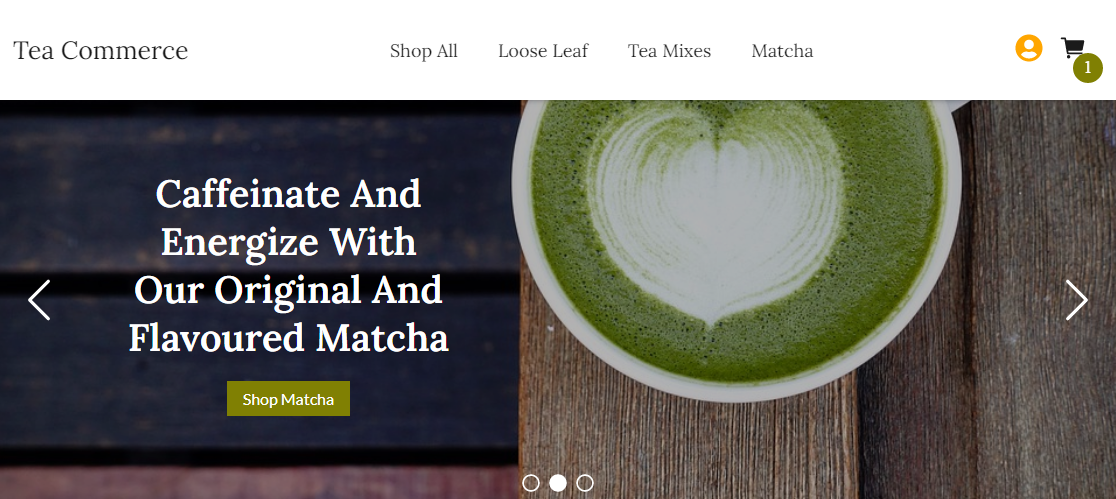 Tea Commerce
Shop All
Loose Leaf
Tea Mixes
Matcha
1
Caffeinate And
Energize With
Our Original And
Flavoured Matcha
Shop Matcha